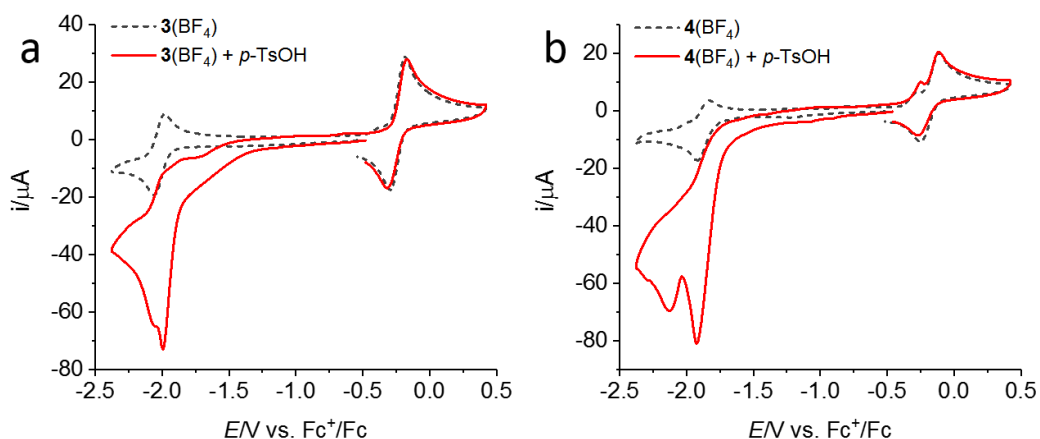 a
3(BF₄)
3(BF₄) + p-TsOH
i/µA
40
20
0
-20
-40
-60
-80
-2.5 -2.0 -1.5 -1.0 -0.5 0.0 0.5
E/V vs. Fc⁺/Fc
b
4(BF₄)
4(BF₄) + p-TsOH
i/µA
60
40
20
0
-20
-40
-60
-80
-2.5 -2.0 -1.5 -1.0 -0.5 0.0 0.5
E/V vs. Fc⁺/Fc